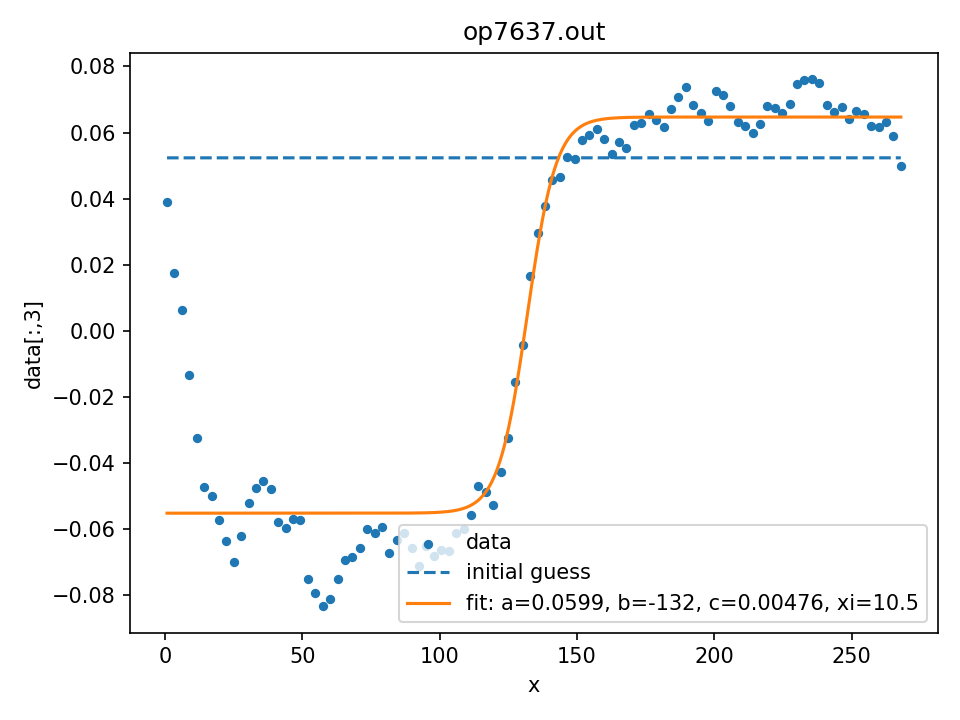 op7637.out
0.08
0.06
0.04
0.02
0.00
−0.02
−0.04
−0.06
−0.08
data[:,3]
data
initial guess
fit: a=0.0599, b=-132, c=0.00476, xi=10.5
0 50 100 150 200 250
x